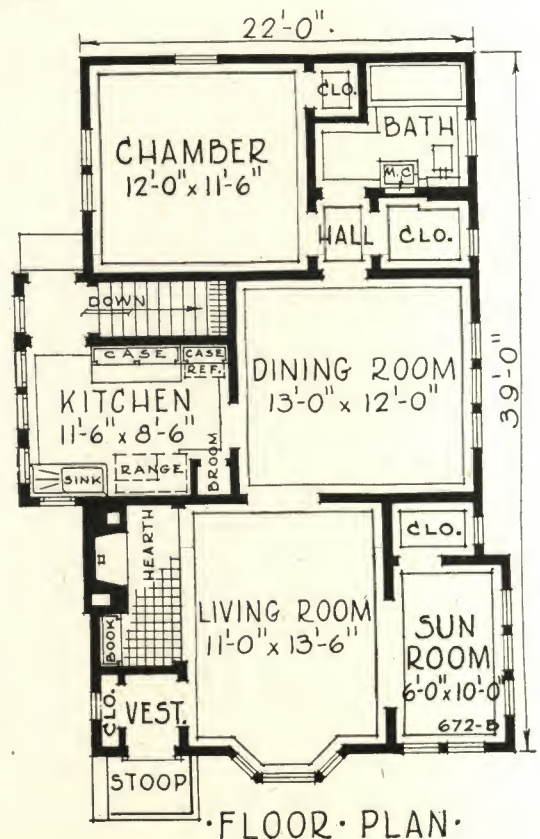 22'-0".
CLO.
BATH
CHAMBER
12'-0" x 11'-6"
M.C.
HALL
CLO.
DOWN
CASE
CASE
REF.
DINING ROOM
13'-0" x 12'-0"
39'-0"
KITCHEN
11'-6" x 8'-6"
RANGE
BROOM
SINK
CLO.
HEARTH
LIVING ROOM
11'-0" x 13'-6"
SUN
ROOM
6'-0" x 10'-0"
672-B
BOOK
CLO.
VEST.
STOOP
·FLOOR·PLAN·